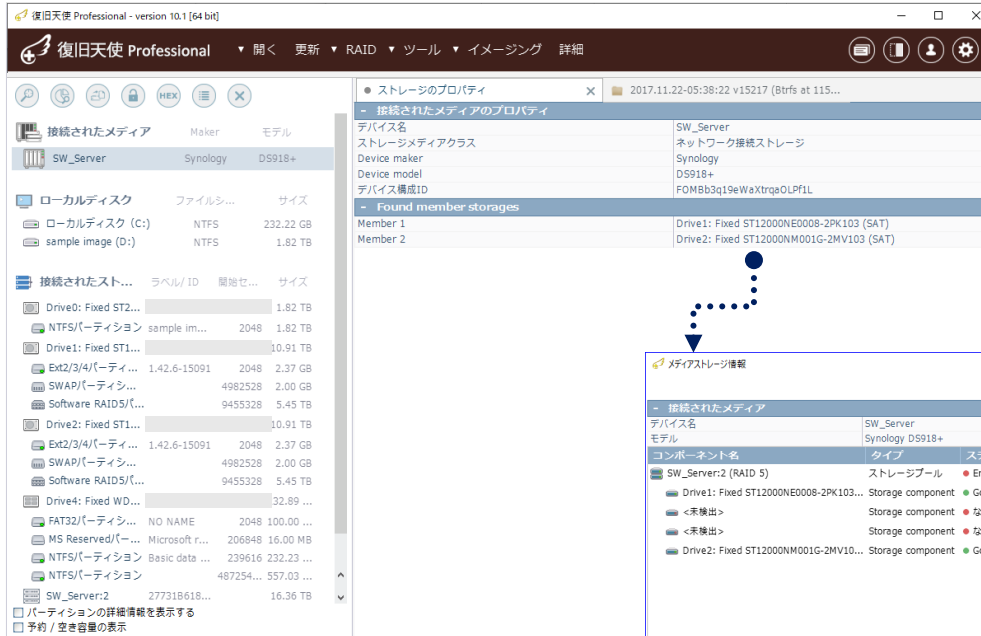 復旧天使 Professional - version 10.1 [64 bit]
復旧天使 Professional ▼ 開く 更新 ▼ RAID ▼ ツール ▼ イメージング 詳細
HEX
接続されたメディア Maker モデル
SW_Server Synology DS918+
ローカルディスク ファイルシ... サイズ
ローカルディスク (C:) NTFS 232.22 GB
sample image (D:) NTFS 1.82 TB
接続されたスト... ラベル/ ID 開始セ... サイズ
Drive0: Fixed ST2... 1.82 TB
NTFSパーティション sample im... 2048 1.82 TB
Drive1: Fixed ST1... 10.91 TB
Ext2/3/4パーティ... 1.42.6-15091 2048 2.37 GB
SWAPパーティシ... 4982528 2.00 GB
Software RAID5パ... 9455328 5.45 TB
Drive2: Fixed ST1... 10.91 TB
Ext2/3/4パーティ... 1.42.6-15091 2048 2.37 GB
SWAPパーティシ... 4982528 2.00 GB
Software RAID5パ... 9455328 5.45 TB
Drive4: Fixed WD... 32.89 ...
FAT32パーティシ... NO NAME 2048 100.00 ...
MS Reservedパー... Microsoft r... 206848 16.00 MB
NTFSパーティション Basic data ... 239616 232.23 ...
NTFSパーティション 487254... 557.03 ...
SW_Server:2 27731B618... 16.36 TB
パーティションの詳細情報を表示する
予約 / 空き容量の表示
ストレージのプロパティ 2017.11.22-05:38:22 v15217 (Btrfs at 115...
- 接続されたメディアのプロパティ
デバイス名 SW_Server
ストレージメディアクラス ネットワーク接続ストレージ
Device maker Synology
Device model DS918+
デバイス構成ID FOMBb3q19eWaXtrqaOLPf1L
- Found member storages
Member 1 Drive1: Fixed ST12000NE0008-2PK103 (SAT)
Member 2 Drive2: Fixed ST12000NM001G-2MV103 (SAT)
メディアストレージ情報
- 接続されたメディア
デバイス名 SW_Server
モデル Synology DS918+
コンポーネント名 タイプ ステ
SW_Server:2 (RAID 5) ストレージプール Er
Drive1: Fixed ST12000NE0008-2PK103... Storage component Go
<未検出> Storage component な
<未検出> Storage component な
Drive2: Fixed ST12000NM001G-2MV10... Storage component Go